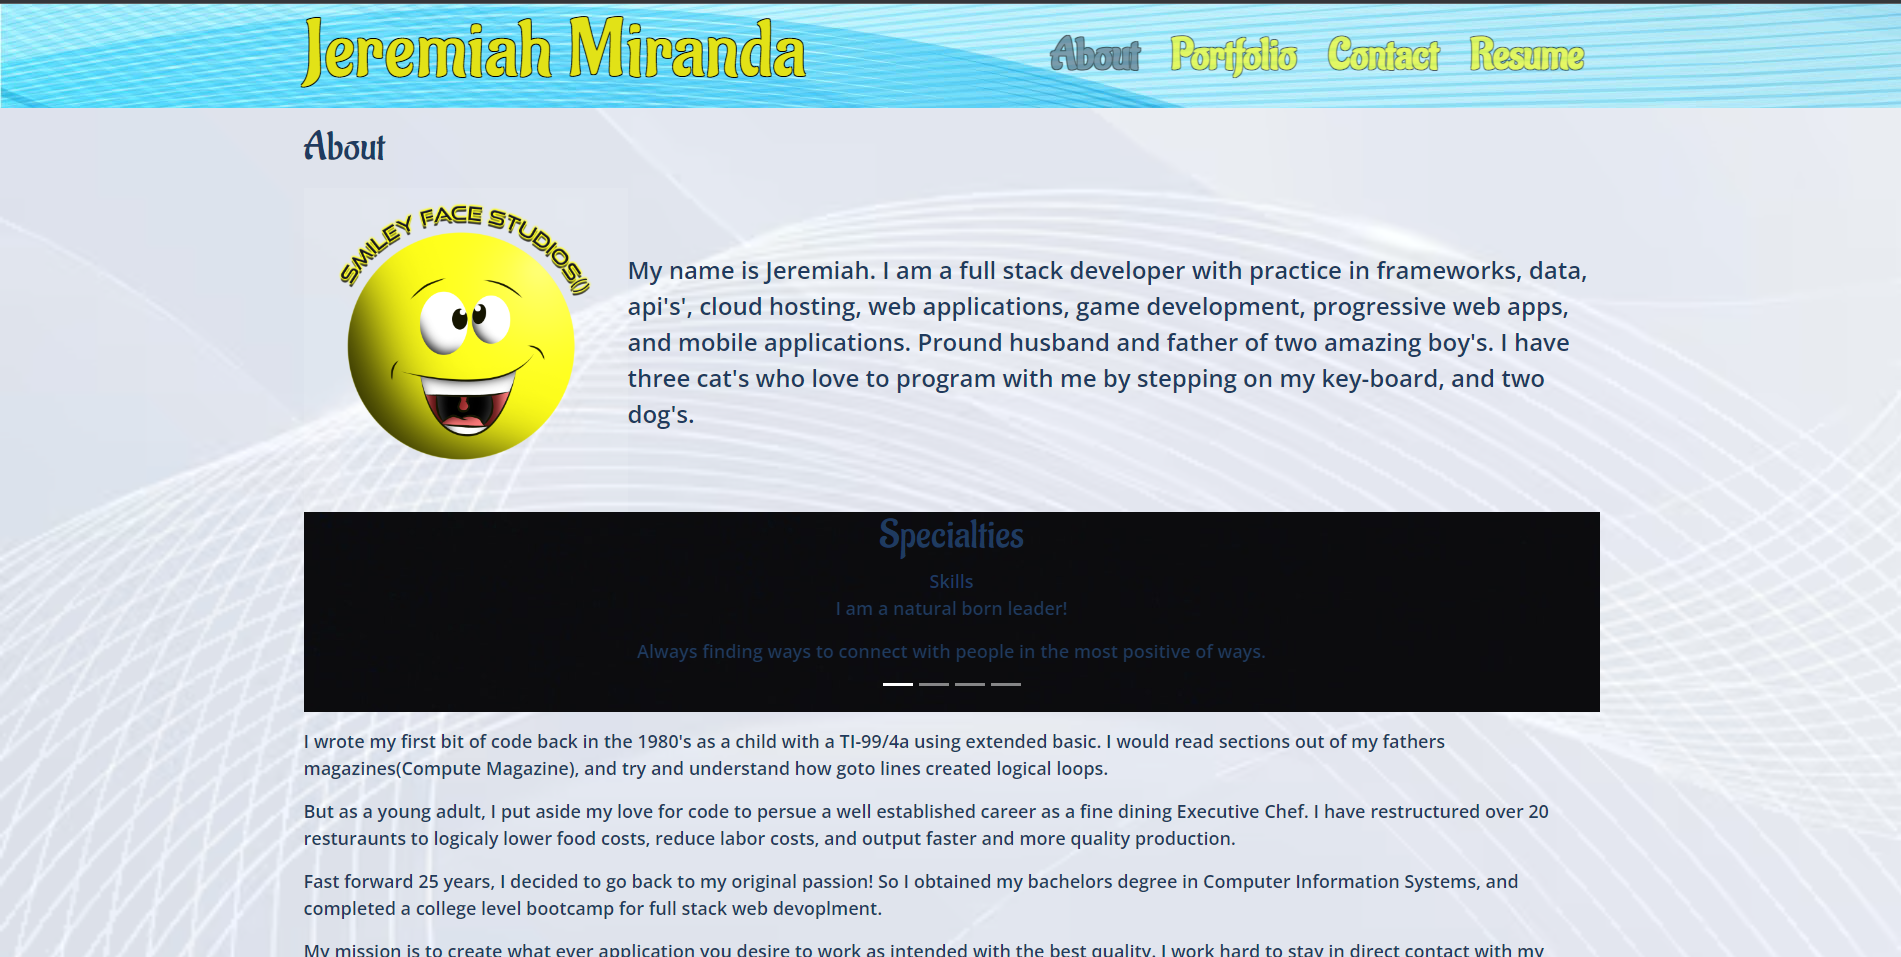 Jeremiah Miranda
About Portfolio Contact Resume
About
SMILEY FACE STUDIOS()
My name is Jeremiah. I am a full stack developer with practice in frameworks, data,
api's', cloud hosting, web applications, game development, progressive web apps,
and mobile applications. Pround husband and father of two amazing boy's. I have
three cat's who love to program with me by stepping on my key-board, and two
dog's.
Specialties
Skills
I am a natural born leader!
Always finding ways to connect with people in the most positive of ways.
I wrote my first bit of code back in the 1980's as a child with a TI-99/4a using extended basic. I would read sections out of my fathers
magazines(Compute Magazine), and try and understand how goto lines created logical loops.
But as a young adult, I put aside my love for code to persue a well established career as a fine dining Executive Chef. I have restructured over 20
resturaunts to logicaly lower food costs, reduce labor costs, and output faster and more quality production.
Fast forward 25 years, I decided to go back to my original passion! So I obtained my bachelors degree in Computer Information Systems, and
completed a college level bootcamp for full stack web devoplment.
My mission is to create what ever application you desire to work as intended with the best quality. I work hard to stay in direct contact with my